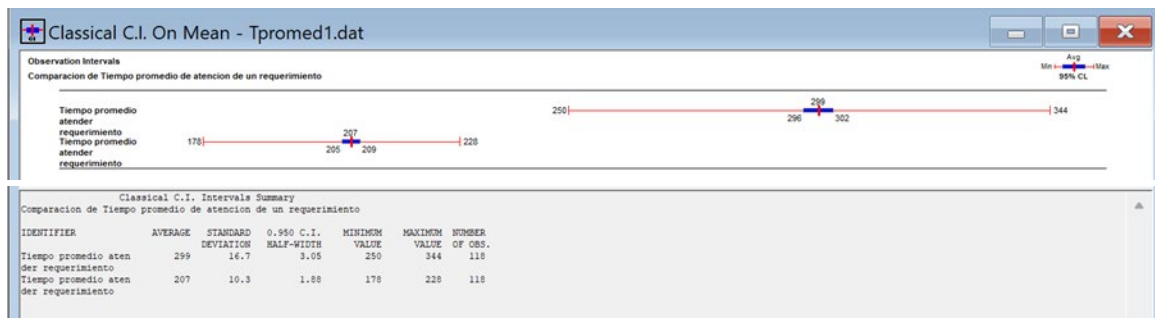 Classical C.I. On Mean - Tpromed1.dat
Observation Intervals
Comparacion de Tiempo promedio de atencion de un requerimiento
Avg
Min Max
95% CL
Tiempo promedio
atender
requerimiento
250 299 344
296 302
Tiempo promedio
atender
requerimiento
178 207 228
205 209
Classical C.I. Intervals Summary
Comparacion de Tiempo promedio de atencion de un requerimiento
IDENTIFIER AVERAGE STANDARD 0.950 C.I. MINIMUM MAXIMUM NUMBER
DEVIATION HALF-WIDTH VALUE VALUE OF OBS.
Tiempo promedio aten 299 16.7 3.05 250 344 118
der requerimiento
Tiempo promedio aten 207 10.3 1.88 178 228 118
der requerimiento